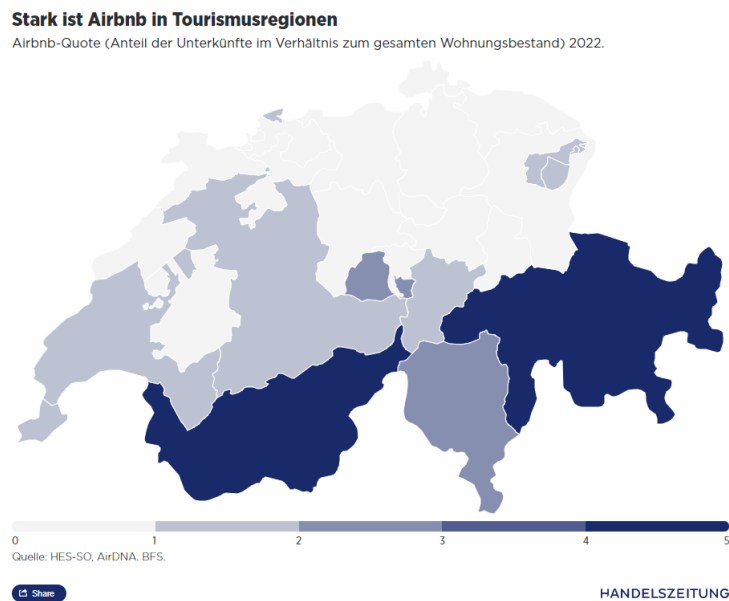 Stark ist Airbnb in Tourismusregionen
Airbnb-Quote (Anteil der Unterkünfte im Verhältnis zum gesamten Wohnungsbestand) 2022.
0 1 2 3 4 5
Quelle: HES-SO, AirDNA. BFS.
Share
HANDELSZEITUNG